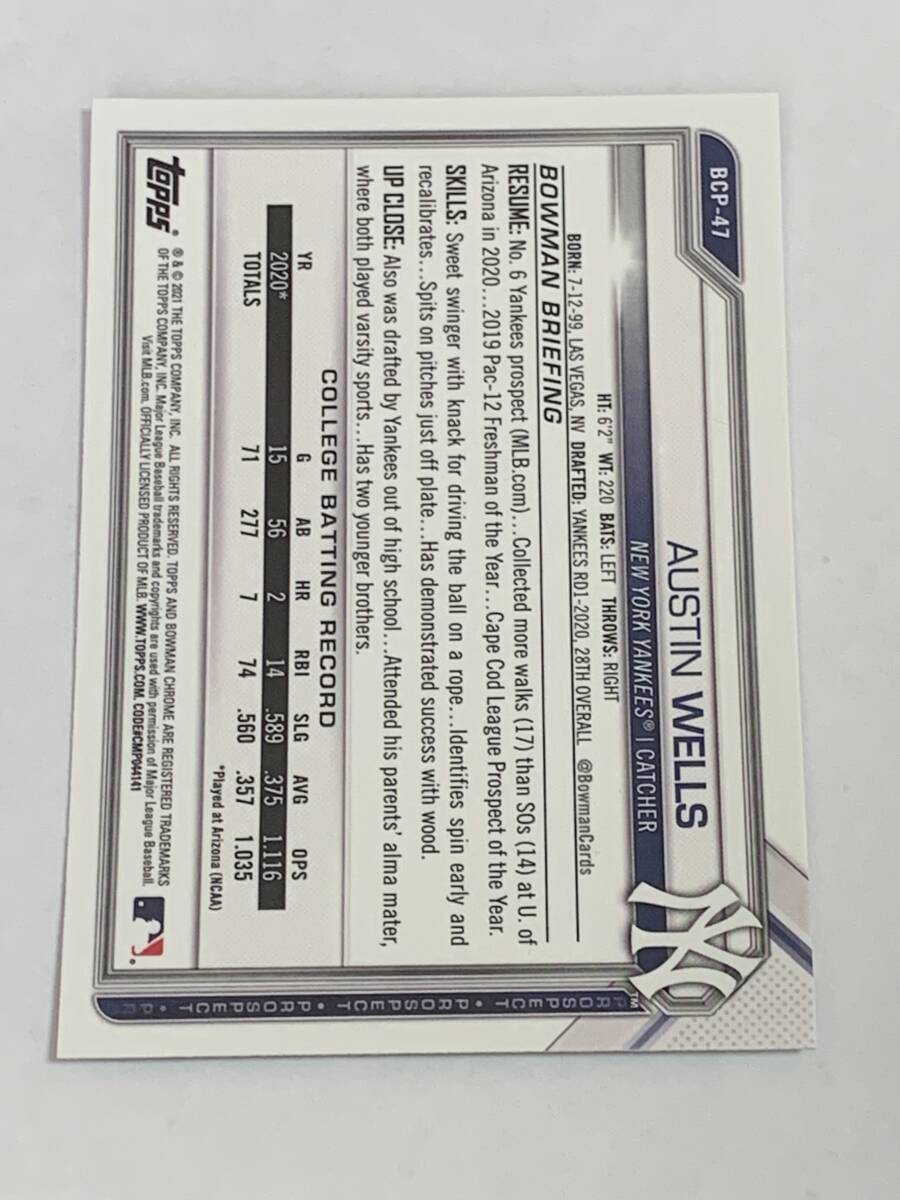 BCP-47
AUSTIN WELLS
NEW YORK YANKEES® | CATCHER
HT: 6'2" WT: 220 BATS: LEFT THROWS: RIGHT
BORN: 7-12-99, LAS VEGAS, NV DRAFTED: YANKEES RD1-2020, 28TH OVERALL @BowmanCards
BOWMAN BRIEFING
RESUME: No. 6 Yankees prospect (MLB.com)...Collected more walks (17) than SOs (14) at U. of
Arizona in 2020...2019 Pac-12 Freshman of the Year...Cape Cod League Prospect of the Year.
SKILLS: Sweet swinger with knack for driving the ball on a rope...Identifies spin early and
recalibrates...Spits on pitches just off plate...Has demonstrated success with wood.
UP CLOSE: Also was drafted by Yankees out of high school...Attended his parents' alma mater,
where both played varsity sports...Has two younger brothers.
COLLEGE BATTING RECORD
YR G AB HR RBI SLG AVG OPS
2020* 15 56 2 14 .589 .375 1.116
TOTALS 71 277 7 74 .560 .357 1.035
*Played at Arizona (NCAA)
topps®
® & © 2021 THE TOPPS COMPANY, INC. ALL RIGHTS RESERVED. TOPPS AND BOWMAN CHROME ARE REGISTERED TRADEMARKS
OF THE TOPPS COMPANY, INC. Major League Baseball trademarks and copyrights are used with permission of Major League Baseball.
Visit MLB.com. OFFICIALLY LICENSED PRODUCT OF MLB. WWW.TOPPS.COM. CODE#CMP044141
NY
TM
PROSPECT • PROSPECT • PROSPECT • PR